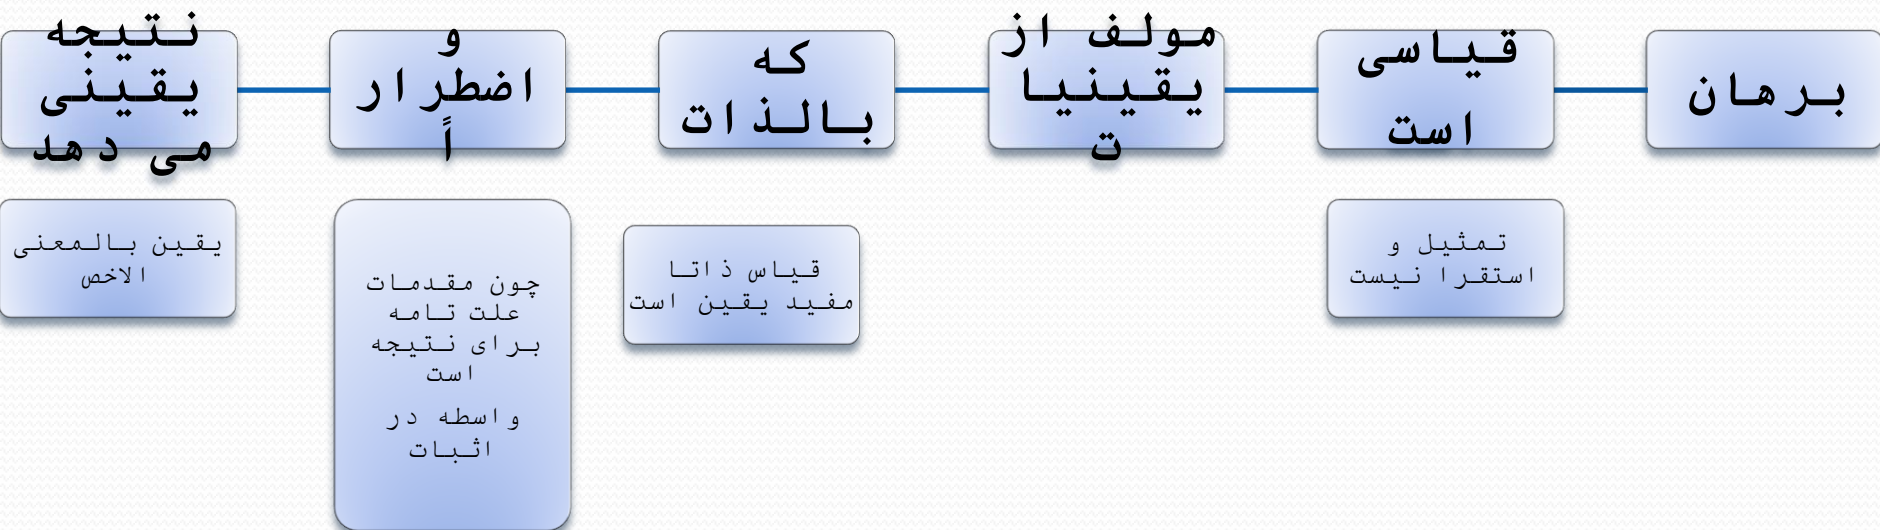 برهان
قیاسی
است
مولف از
یقینیا
ت
که
بالذات
و
اضطرار
اً
نتیجه
یقینی
می دهد
تمثیل و
استقرا نیست
قیاس ذاتا
مفید یقین است
چون مقدمات
علت تامه
برای نتیجه
است
واسطه در
اثبات
یقین بالمعنی
الاخص